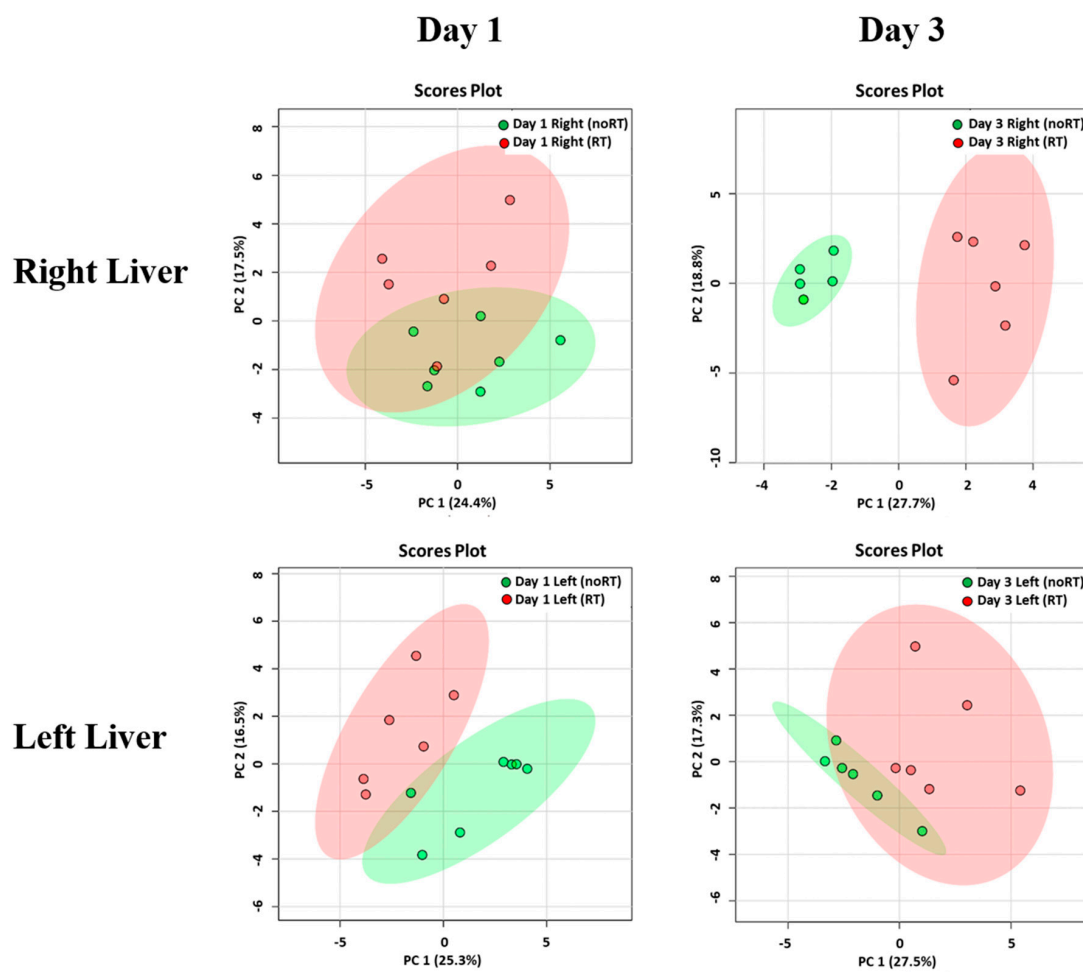 Day 1
Day 3
Right Liver
Left Liver
Scores Plot
Day 1 Right (noRT)
Day 1 Right (RT)
PC 2 (17.5%)
8
6
4
2
0
-2
-4
-5
0
5
PC 1 (24.4%)
Scores Plot
Day 3 Right (noRT)
Day 3 Right (RT)
PC 2 (18.8%)
5
0
-5
-10
-4
-2
0
2
4
PC 1 (27.7%)
Scores Plot
Day 1 Left (noRT)
Day 1 Left (RT)
PC 2 (16.5%)
8
6
4
2
0
-2
-4
-6
-5
0
5
PC 1 (25.3%)
Scores Plot
Day 3 Left (noRT)
Day 3 Left (RT)
PC 2 (17.3%)
8
6
4
2
0
-2
-4
-6
-5
0
5
PC 1 (27.5%)